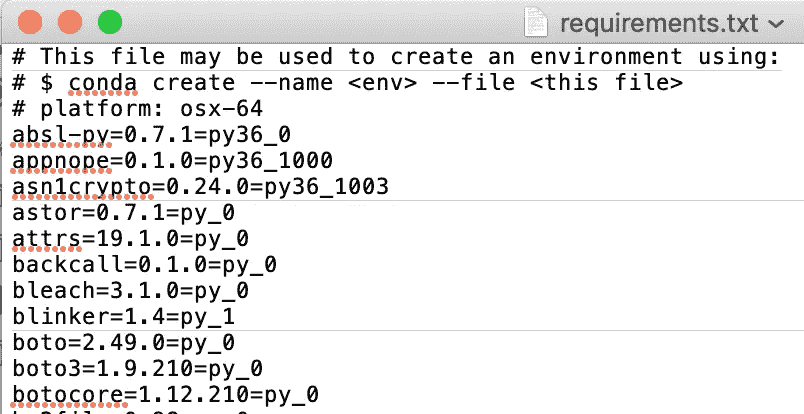 requirements.txt
# This file may be used to create an environment using:
# $ conda create --name <env> --file <this file>
# platform: osx-64
absl-py=0.7.1=py36_0
appnope=0.1.0=py36_1000
asn1crypto=0.24.0=py36_1003
astor=0.7.1=py_0
attrs=19.1.0=py_0
backcall=0.1.0=py_0
bleach=3.1.0=py_0
blinker=1.4=py_1
boto=2.49.0=py_0
boto3=1.9.210=py_0
botocore=1.12.210=py_0